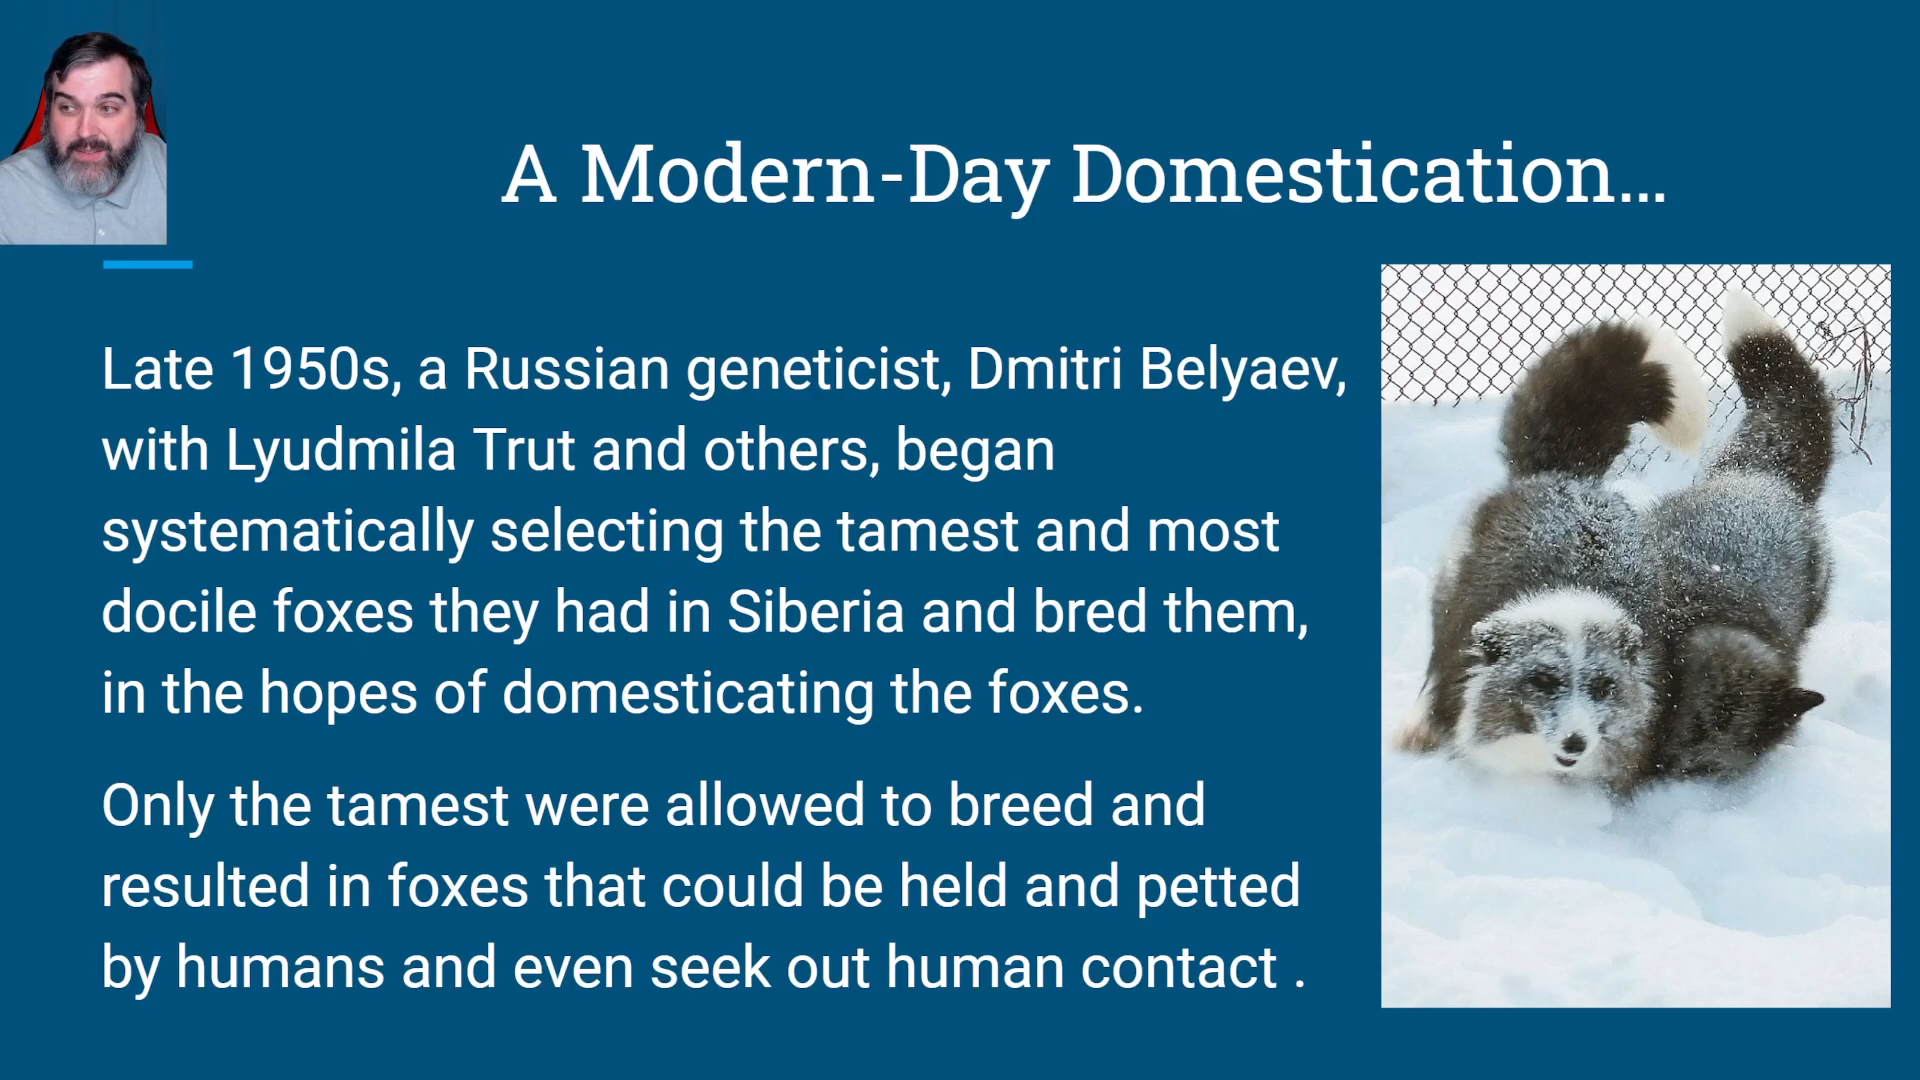 A Modern-Day Domestication...
Late 1950s, a Russian geneticist, Dmitri Belyaev,
with Lyudmila Trut and others, began
systematically selecting the tamest and most
docile foxes they had in Siberia and bred them,
in the hopes of domesticating the foxes.
Only the tamest were allowed to breed and
resulted in foxes that could be held and petted
by humans and even seek out human contact .